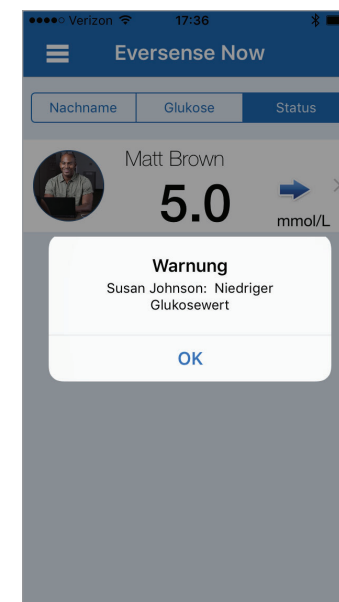 Verizon 17:36
Eversense Now
Nachname Glukose Status
Matt Brown
5.0
mmol/L
Warnung
Susan Johnson: Niedriger
Glukosewert
OK